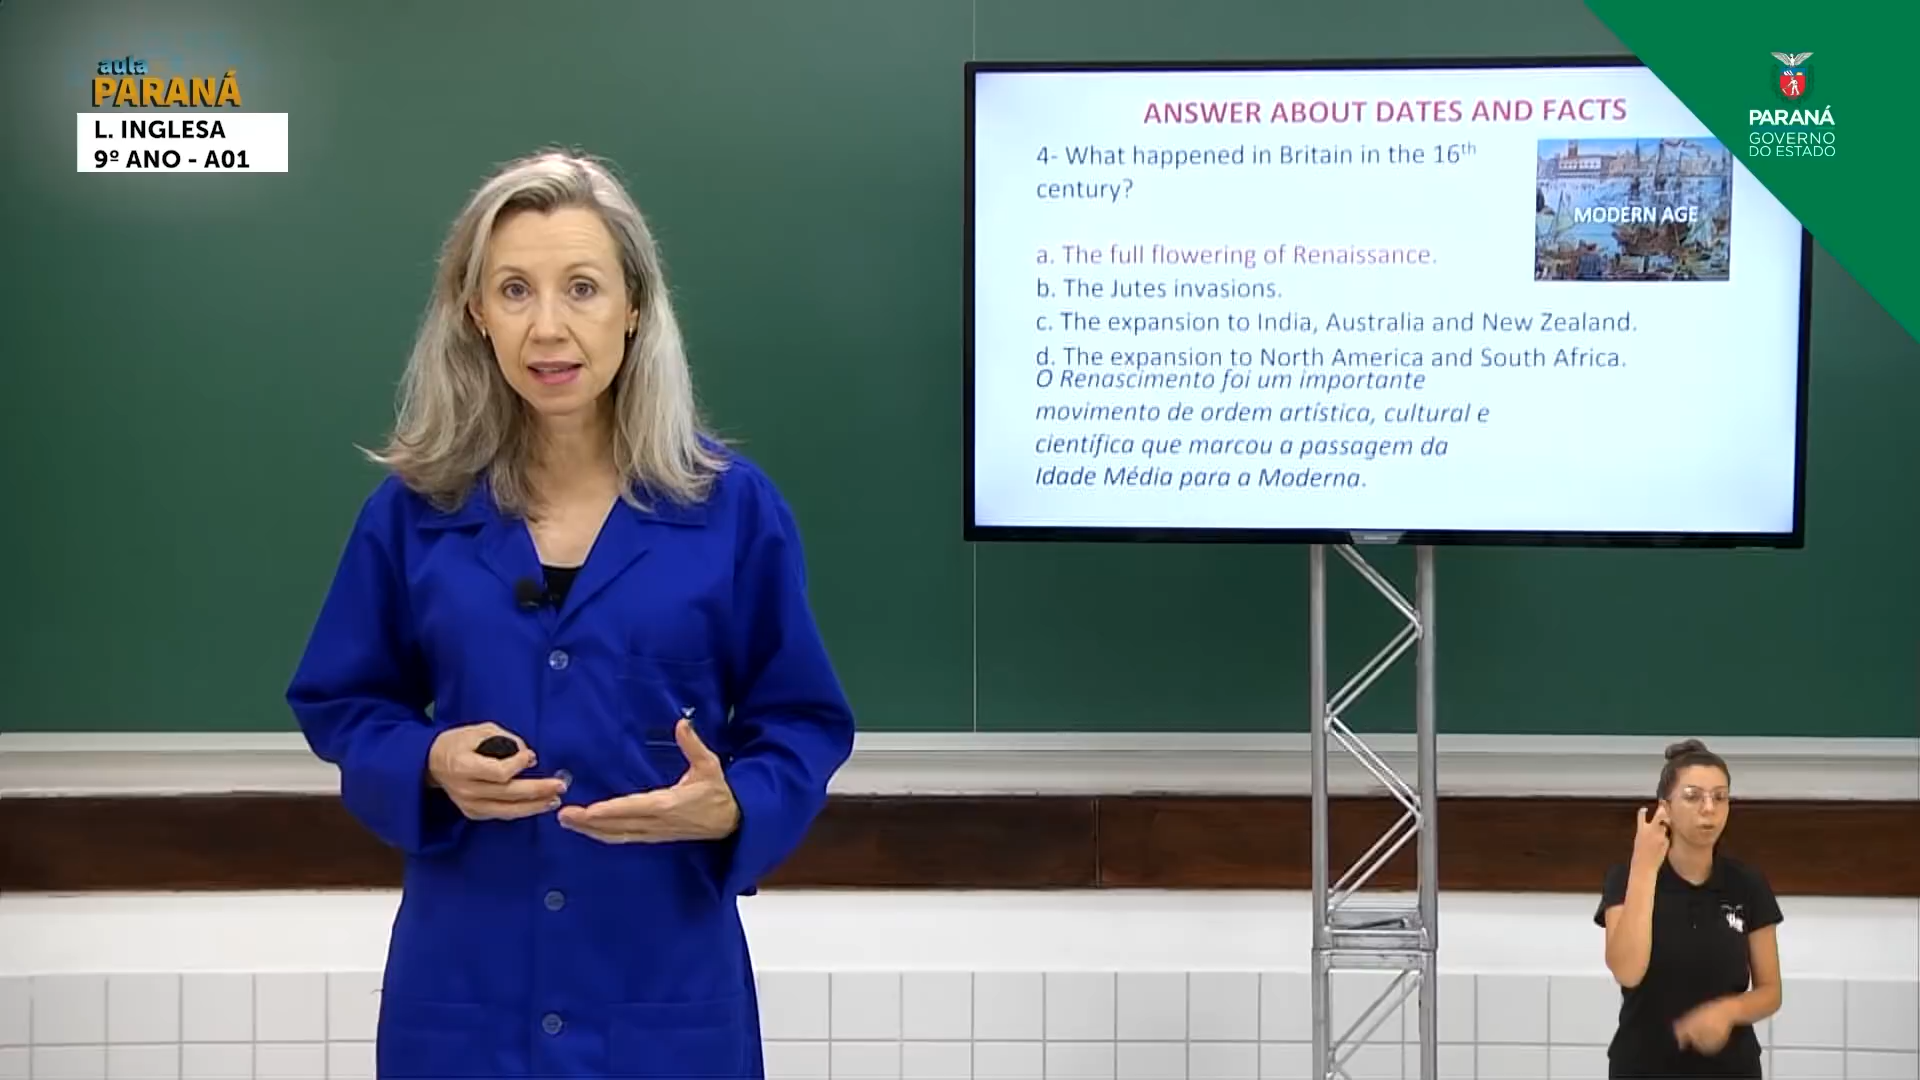 aula
PARANÁ
L. INGLESA
9º ANO - A01
ANSWER ABOUT DATES AND FACTS
4- What happened in Britain in the 16th
century?
MODERN AGE
a. The full flowering of Renaissance.
b. The Jutes invasions.
c. The expansion to India, Australia and New Zealand.
d. The expansion to North America and South Africa.
O Renascimento foi um importante
movimento de ordem artística, cultural e
científica que marcou a passagem da
Idade Média para a Moderna.
PARANÁ
GOVERNO
DO ESTADO